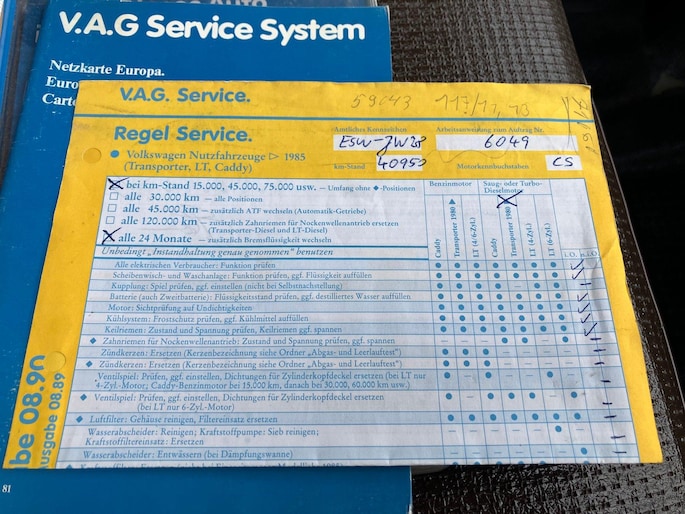 V.A.G Service System
Netzkarte Europa.
V.A.G. Service.
59043
Regel Service.
Amtliches Kennzeichen
Arbeitsanweisung zum Auftrag Nr.
6049
● Volkswagen Nutzfahrzeuge ▷ 1985
(Transporter, LT, Caddy)
km-Stand
40950
Motorkennbuchstaben
CS
bei km-Stand 15.000, 45.000, 75.000 usw. – Umfang ohne ◆-Positionen
alle 30.000 km – alle Positionen
alle 45.000 km – zusätzlich ATF wechseln (Automatik-Getriebe)
alle 120.000 km – zusätzlich Zahnriemen für Nockenwellenantrieb ersetzen
(Transporter-Diesel und LT-Diesel)
alle 24 Monate – zusätzlich Bremsflüssigkeit wechseln
Unbedingt „Instandhaltung genau genommen" benutzen
Benzinmotor
Saug- oder Turbo-
Dieselmotor
Caddy
LT (4/6-Zyl.)
Caddy
LT (4-Zyl.)
LT (6-Zyl.)
i.O.
n.i.O.
Alle elektrischen Verbraucher: Funktion prüfen
Scheibenwisch- und Waschanlage: Funktion prüfen, ggf. Flüssigkeit auffüllen
Kupplung: Spiel prüfen, ggf. einstellen (nicht bei Selbstnachstellung)
Batterie (auch Zweitbatterie): Flüssigkeitsstand prüfen, ggf. destilliertes Wasser auffüllen
Motor: Sichtprüfung auf Undichtigkeiten
Kühlsystem: Frostschutz prüfen, ggf. Kühlmittel auffüllen
Keilriemen: Zustand und Spannung prüfen, Keilriemen ggf. spannen
◆ Zahnriemen für Nockenwellenantrieb: Zustand und Spannung prüfen, ggf. spannen
Zündkerzen: Ersetzen (Kerzenbezeichnung siehe Ordner „Abgas- und Leerlauftest")
◆ Zündkerzen: Ersetzen (Kerzenbezeichnung siehe Ordner „Abgas- und Leerlauftest")
◆ Ventilspiel: Prüfen, ggf. einstellen, Dichtungen für Zylinderkopfdeckel ersetzen (bei LT nur
4-Zyl.-Motor; Caddy-Benzinmotor bei 15.000 km, danach bei 30.000, 60.000 km usw.)
◆ Ventilspiel: Prüfen, ggf. einstellen, Dichtungen für Zylinderkopfdeckel ersetzen
(bei LT nur 6-Zyl.-Motor)
◆ Luftfilter: Gehäuse reinigen, Filtereinsatz ersetzen
Wasserabscheider: Reinigen; Kraftstoffpumpe: Sieb reinigen;
Kraftstoffiltereinsatz: Ersetzen
Wasserabscheider: Entwässern (bei Dämpfungswanne)
be 08.90
Ausgabe 08.89
81